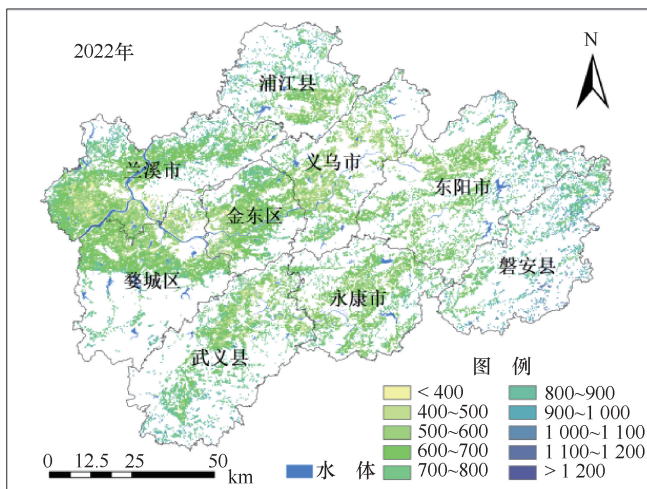 2022年
N
浦江县
兰溪市
义乌市
金东区
东阳市
婺城区
磐安县
永康市
武义县
图 例
< 400
400~500
500~600
600~700
700~800
800~900
900~1 000
1 000~1 100
1 100~1 200
> 1 200
水 体
0 12.5 25 50
km